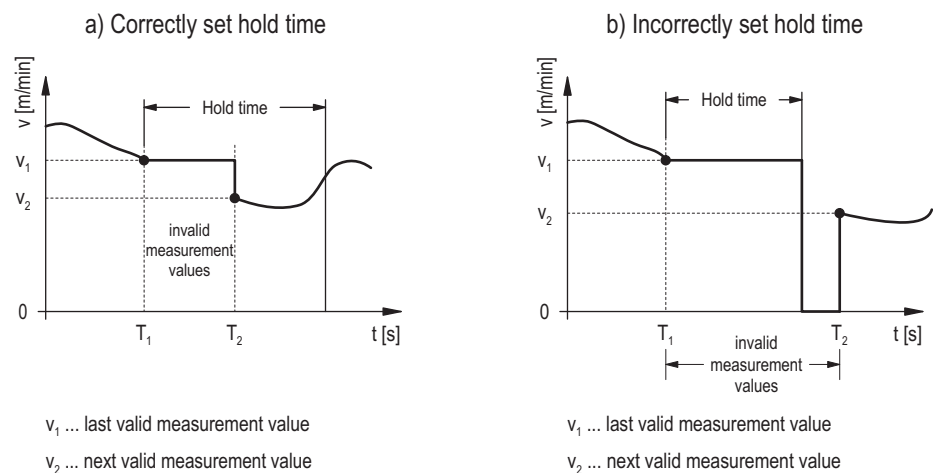 a) Correctly set hold time
v [m/min]
Hold time
v₁
v₂
invalid
measurement
values
0
T₁
T₂
t [s]
v₁ ... last valid measurement value
v₂ ... next valid measurement value
b) Incorrectly set hold time
v [m/min]
Hold time
v₁
v₂
0
T₁
T₂
t [s]
invalid
measurement
values
v₁ ... last valid measurement value
v₂ ... next valid measurement value